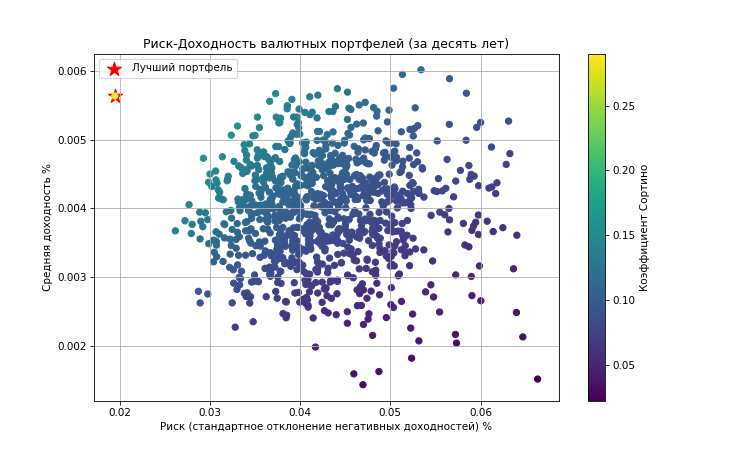 Риск-Доходность валютных портфелей (за десять лет)
Лучший портфель
0.006
0.005
0.004
0.003
0.002
Средняя доходность %
0.02 0.03 0.04 0.05 0.06
Риск (стандартное отклонение негативных доходностей) %
0.25
0.20
0.15
0.10
0.05
Коэффициент Сортино